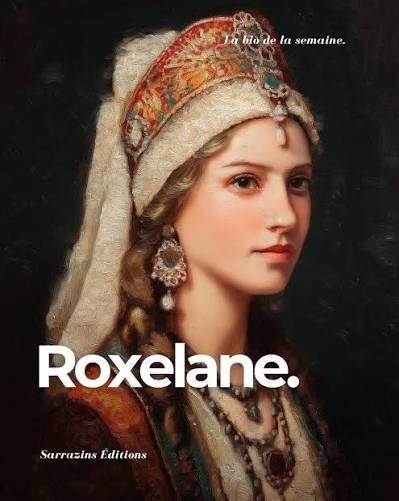 La bio de la semaine.
Roxelane.
Sarrazins Éditions